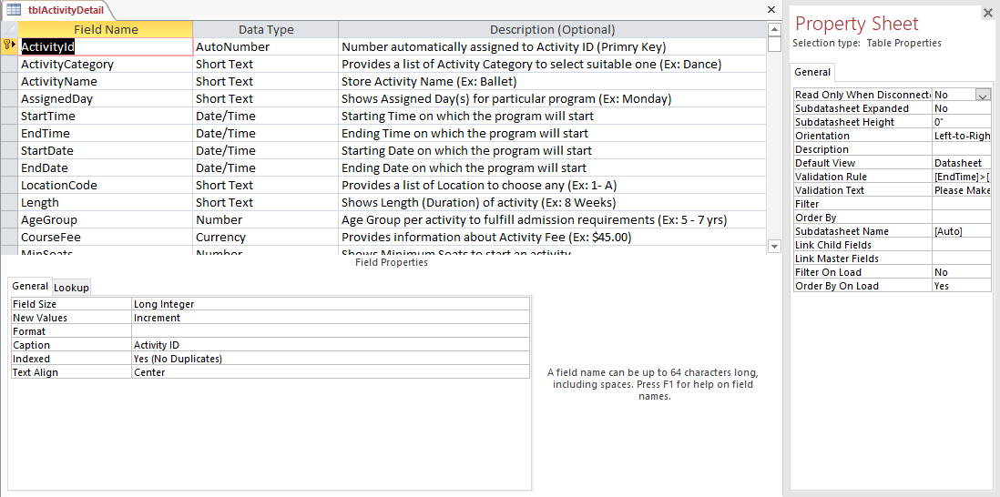 tblActivityDetail
Field Name Data Type Description (Optional)
ActivityId AutoNumber Number automatically assigned to Activity ID (Primry Key)
ActivityCategory Short Text Provides a list of Activity Category to select suitable one (Ex: Dance)
ActivityName Short Text Store Activity Name (Ex: Ballet)
AssignedDay Short Text Shows Assigned Day(s) for particular program (Ex: Monday)
StartTime Date/Time Starting Time on which the program will start
EndTime Date/Time Ending Time on which the program will start
StartDate Date/Time Starting Date on which the program will start
EndDate Date/Time Ending Date on which the program will start
LocationCode Short Text Provides a list of Location to choose any (Ex: 1- A)
Length Short Text Shows Length (Duration) of activity (Ex: 8 Weeks)
AgeGroup Number Age Group per activity to fulfill admission requirements (Ex: 5 - 7 yrs)
CourseFee Currency Provides information about Activity Fee (Ex: $45.00)
MinSeats Number Shows Minimum Seats to start an activity
Field Properties
General Lookup
Field Size Long Integer
New Values Increment
Format
Caption Activity ID
Indexed Yes (No Duplicates)
Text Align Center
A field name can be up to 64 characters long,
including spaces. Press F1 for help on field
names.
Property Sheet
Selection type: Table Properties
General
Read Only When Disconnecte No
Subdatasheet Expanded No
Subdatasheet Height 0"
Orientation Left-to-Righ
Description
Default View Datasheet
Validation Rule [EndTime]>[
Validation Text Please Make
Filter
Order By
Subdatasheet Name [Auto]
Link Child Fields
Link Master Fields
Filter On Load No
Order By On Load Yes